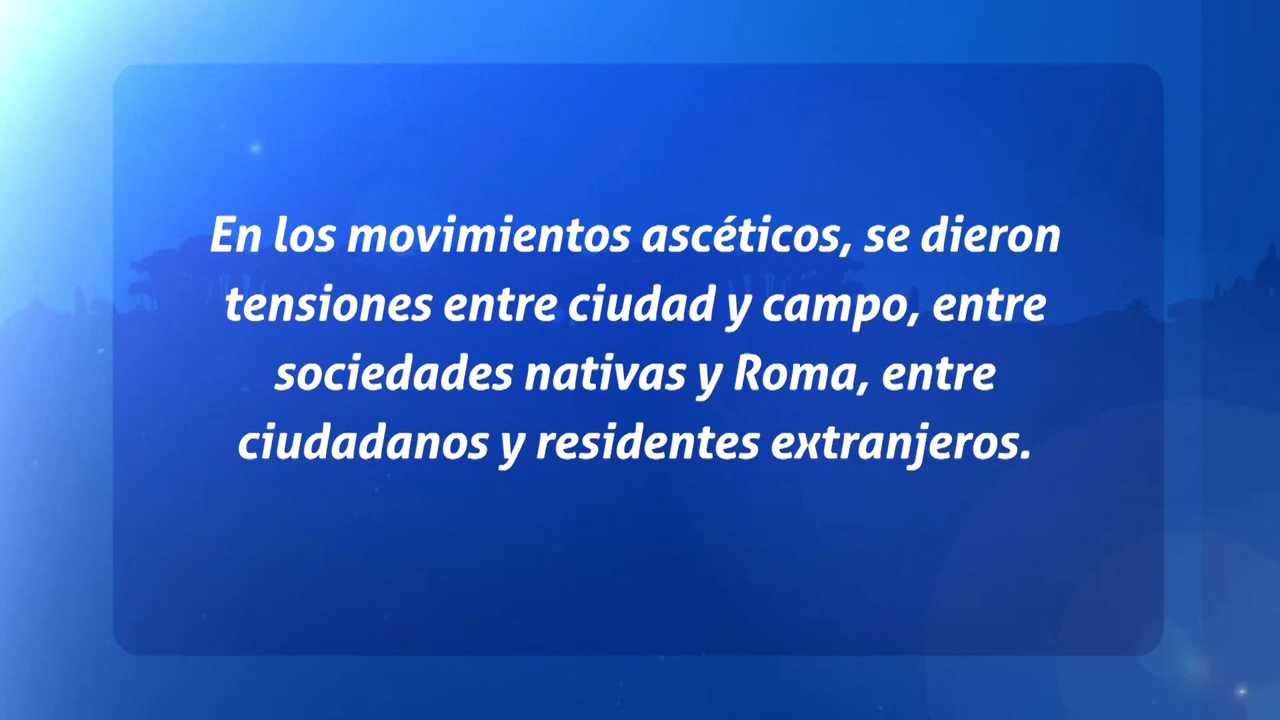 En los movimientos ascéticos, se dieron
tensiones entre ciudad y campo, entre
sociedades nativas y Roma, entre
ciudadanos y residentes extranjeros.